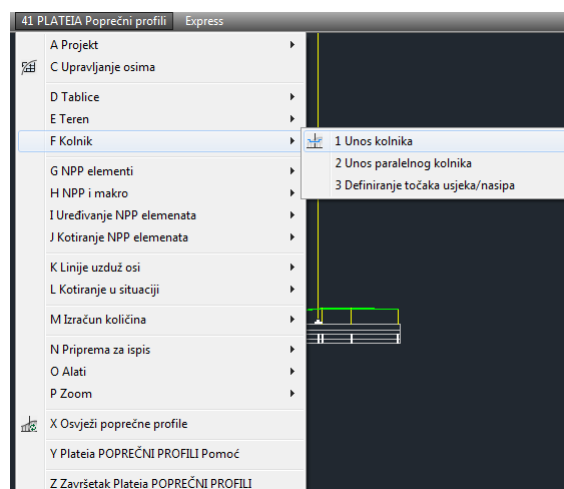 41 PLATEIA Poprečni profili Express
A Projekt
C Upravljanje osima
D Tablice
E Teren
F Kolnik
1 Unos kolnika
2 Unos paralelnog kolnika
3 Definiranje točaka usjeka/nasipa
G NPP elementi
H NPP i makro
I Uređivanje NPP elemenata
J Kotiranje NPP elemenata
K Linije uzduž osi
L Kotiranje u situaciji
M Izračun količina
N Priprema za ispis
O Alati
P Zoom
X Osvježi poprečne profile
Y Plateia POPREČNI PROFILI Pomoć
Z Završetak Plateia POPREČNI PROFILI